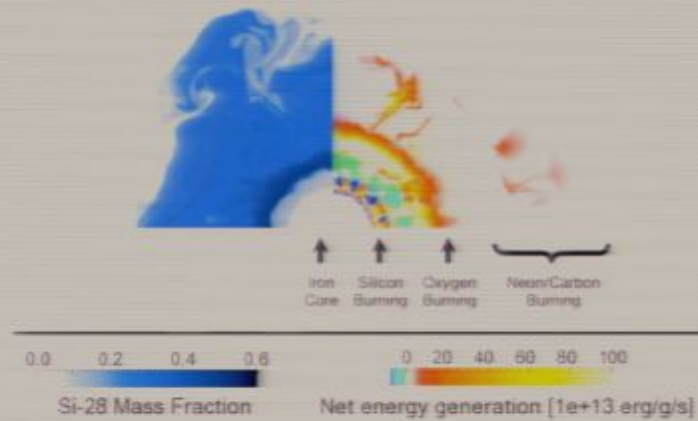 Iron Core
Silicon Burning
Oxygen Burning
Neon/Carbon Burning
0.0 0.2 0.4 0.6
Si-28 Mass Fraction
0 20 40 60 80 100
Net energy generation [1e+13 erg/g/s]